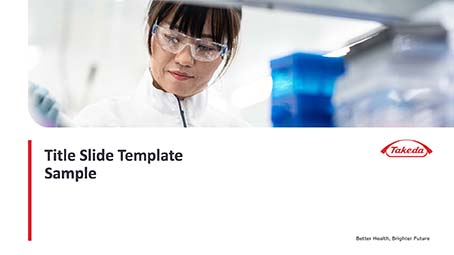 Title Slide Template
Sample
Takeda
Better Health, Brighter Future